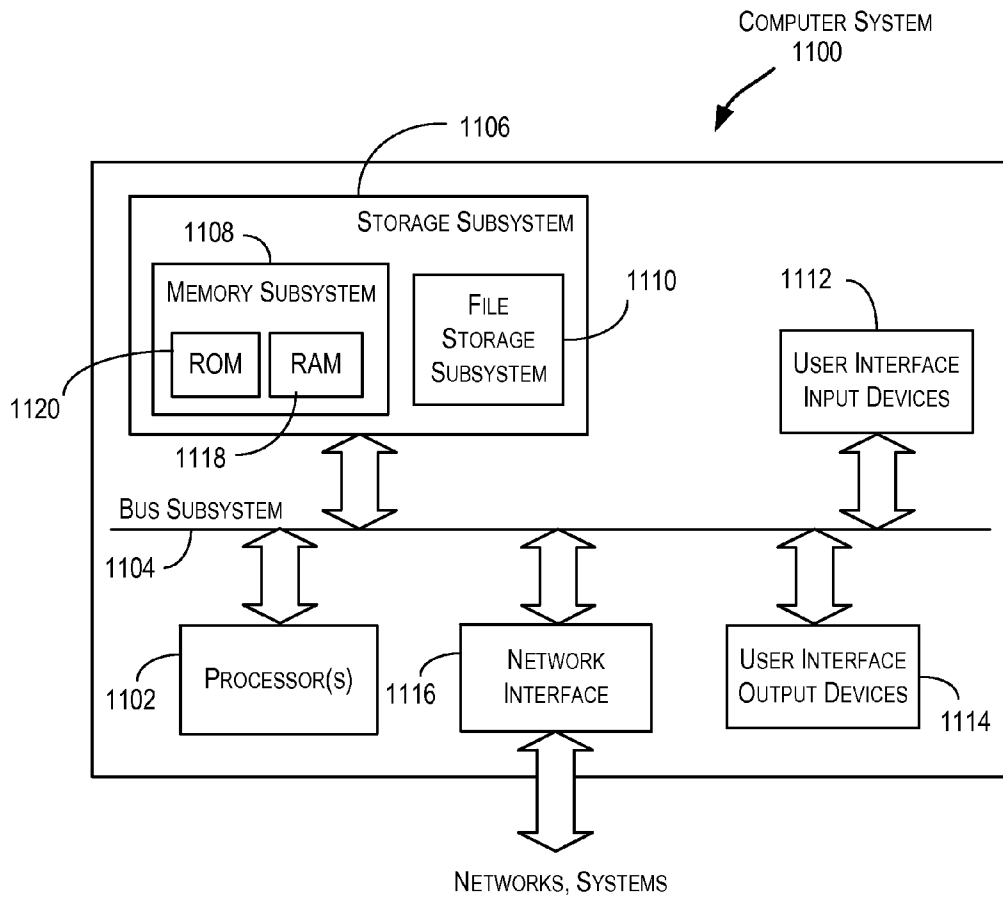 COMPUTER SYSTEM
1100
1106
STORAGE SUBSYSTEM
1108
MEMORY SUBSYSTEM
ROM
RAM
1120
1118
FILE
STORAGE
SUBSYSTEM
1110
1112
USER INTERFACE
INPUT DEVICES
BUS SUBSYSTEM
1104
PROCESSOR(S)
1102
NETWORK
INTERFACE
1116
USER INTERFACE
OUTPUT DEVICES
1114
NETWORKS, SYSTEMS